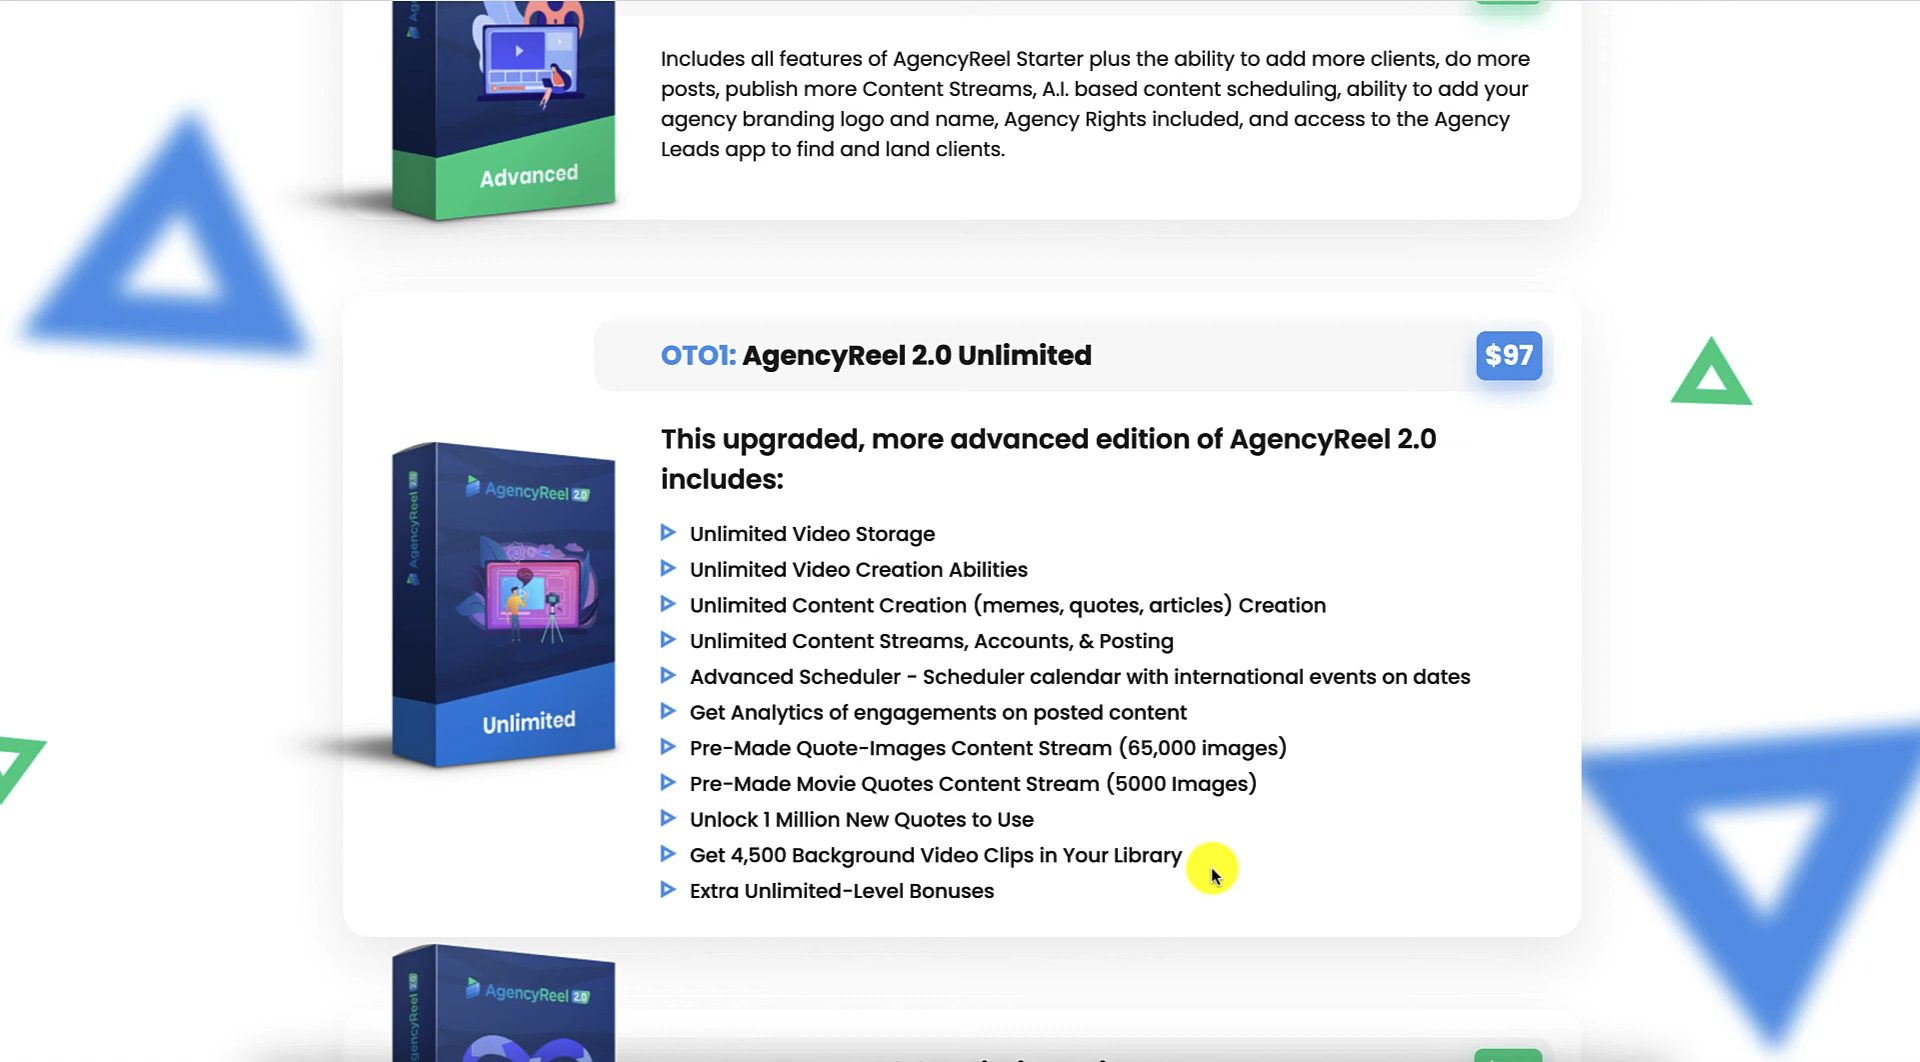 Includes all features of AgencyReel Starter plus the ability to add more clients, do more
posts, publish more Content Streams, A.I. based content scheduling, ability to add your
agency branding logo and name, Agency Rights included, and access to the Agency
Leads app to find and land clients.
Advanced
OTO1: AgencyReel 2.0 Unlimited
$97
This upgraded, more advanced edition of AgencyReel 2.0
includes:
AgencyReel 2.0
AgencyReel 2.0
Unlimited
Unlimited Video Storage
Unlimited Video Creation Abilities
Unlimited Content Creation (memes, quotes, articles) Creation
Unlimited Content Streams, Accounts, & Posting
Advanced Scheduler - Scheduler calendar with international events on dates
Get Analytics of engagements on posted content
Pre-Made Quote-Images Content Stream (65,000 images)
Pre-Made Movie Quotes Content Stream (5000 Images)
Unlock 1 Million New Quotes to Use
Get 4,500 Background Video Clips in Your Library
Extra Unlimited-Level Bonuses
AgencyReel 2.0